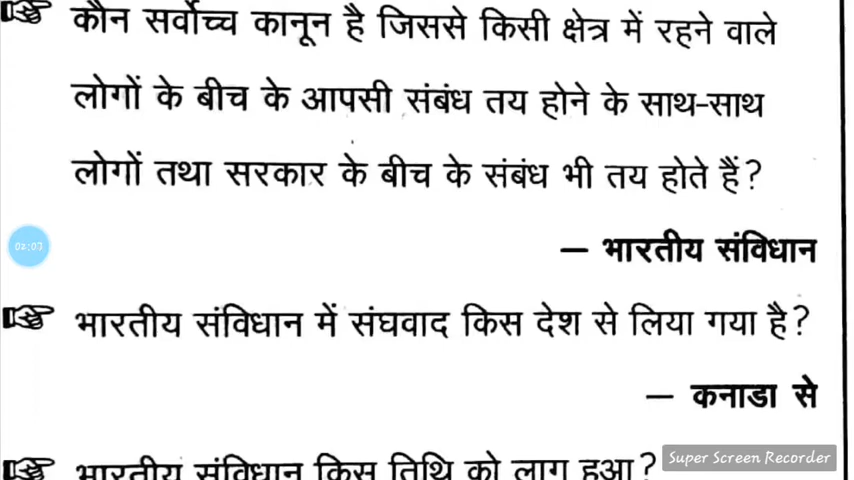 कौन सर्वोच्च कानून है जिससे किसी क्षेत्र में रहने वाले
लोगों के बीच के आपसी संबंध तय होने के साथ-साथ
लोगों तथा सरकार के बीच के संबंध भी तय होते हैं?
02:03
— भारतीय संविधान
भारतीय संविधान में संघवाद किस देश से लिया गया है?
— कनाडा से
भारतीय संविधान किस तिथि को लागू हुआ?
Super Screen Recorder